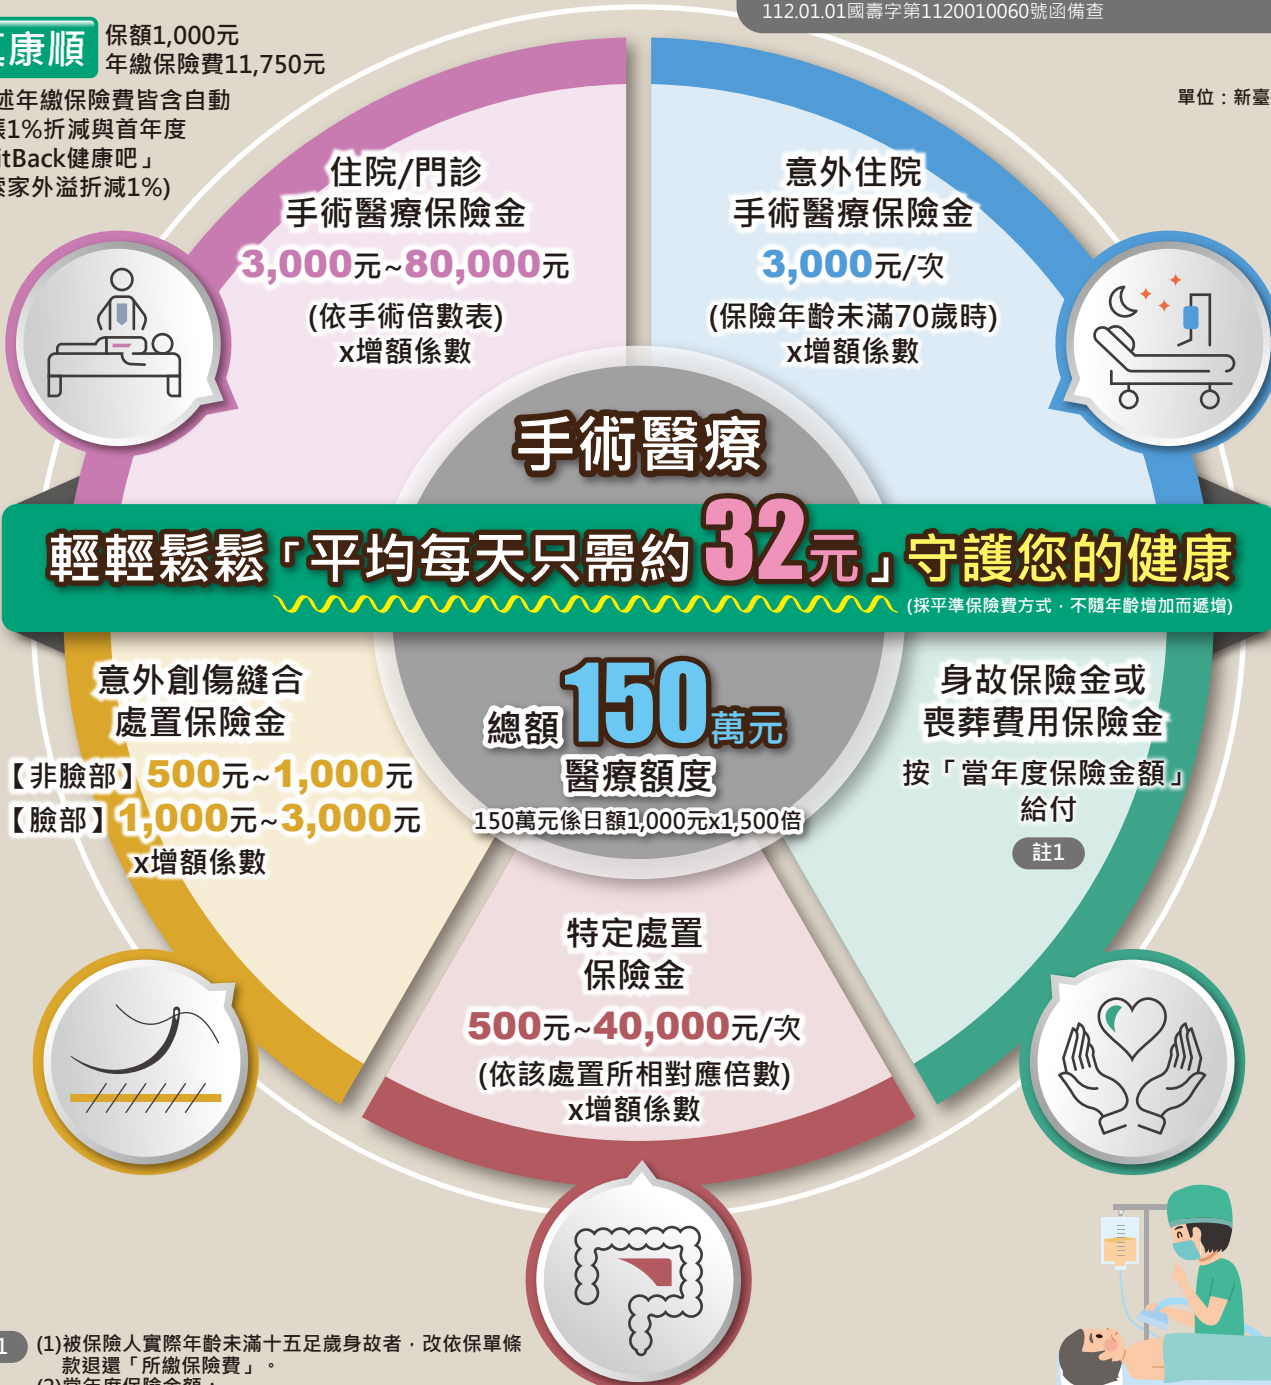 112.01.01國壽字第1120010060號函備查
康順
保額1,000元
年繳保險費11,750元
述年繳保險費皆含自動
1%折減與首年度
itBack健康吧」
家外溢折減1%)
單位：新臺
住院/門診
手術醫療保險金
3,000元~80,000元
(依手術倍數表)
x增額係數
意外住院
手術醫療保險金
3,000元/次
(保險年齡未滿70歲時)
x增額係數
手術醫療
輕輕鬆鬆「平均每天只需約32元」守護您的健康
(採平準保險費方式，不隨年齡增加而遞增)
意外創傷縫合
處置保險金
【非臉部】500元~1,000元
【臉部】1,000元~3,000元
x增額係數
總額150萬元
醫療額度
150萬元係日額1,000元x1,500倍
身故保險金或
喪葬費用保險金
按「當年度保險金額」
給付
註1
特定處置
保險金
500元~40,000元/次
(依該處置所相對應倍數)
x增額係數
1 (1)被保險人實際年齡未滿十五足歲身故者，改依保單條
款退還「所繳保險費」。
(2)當年度保險金額：